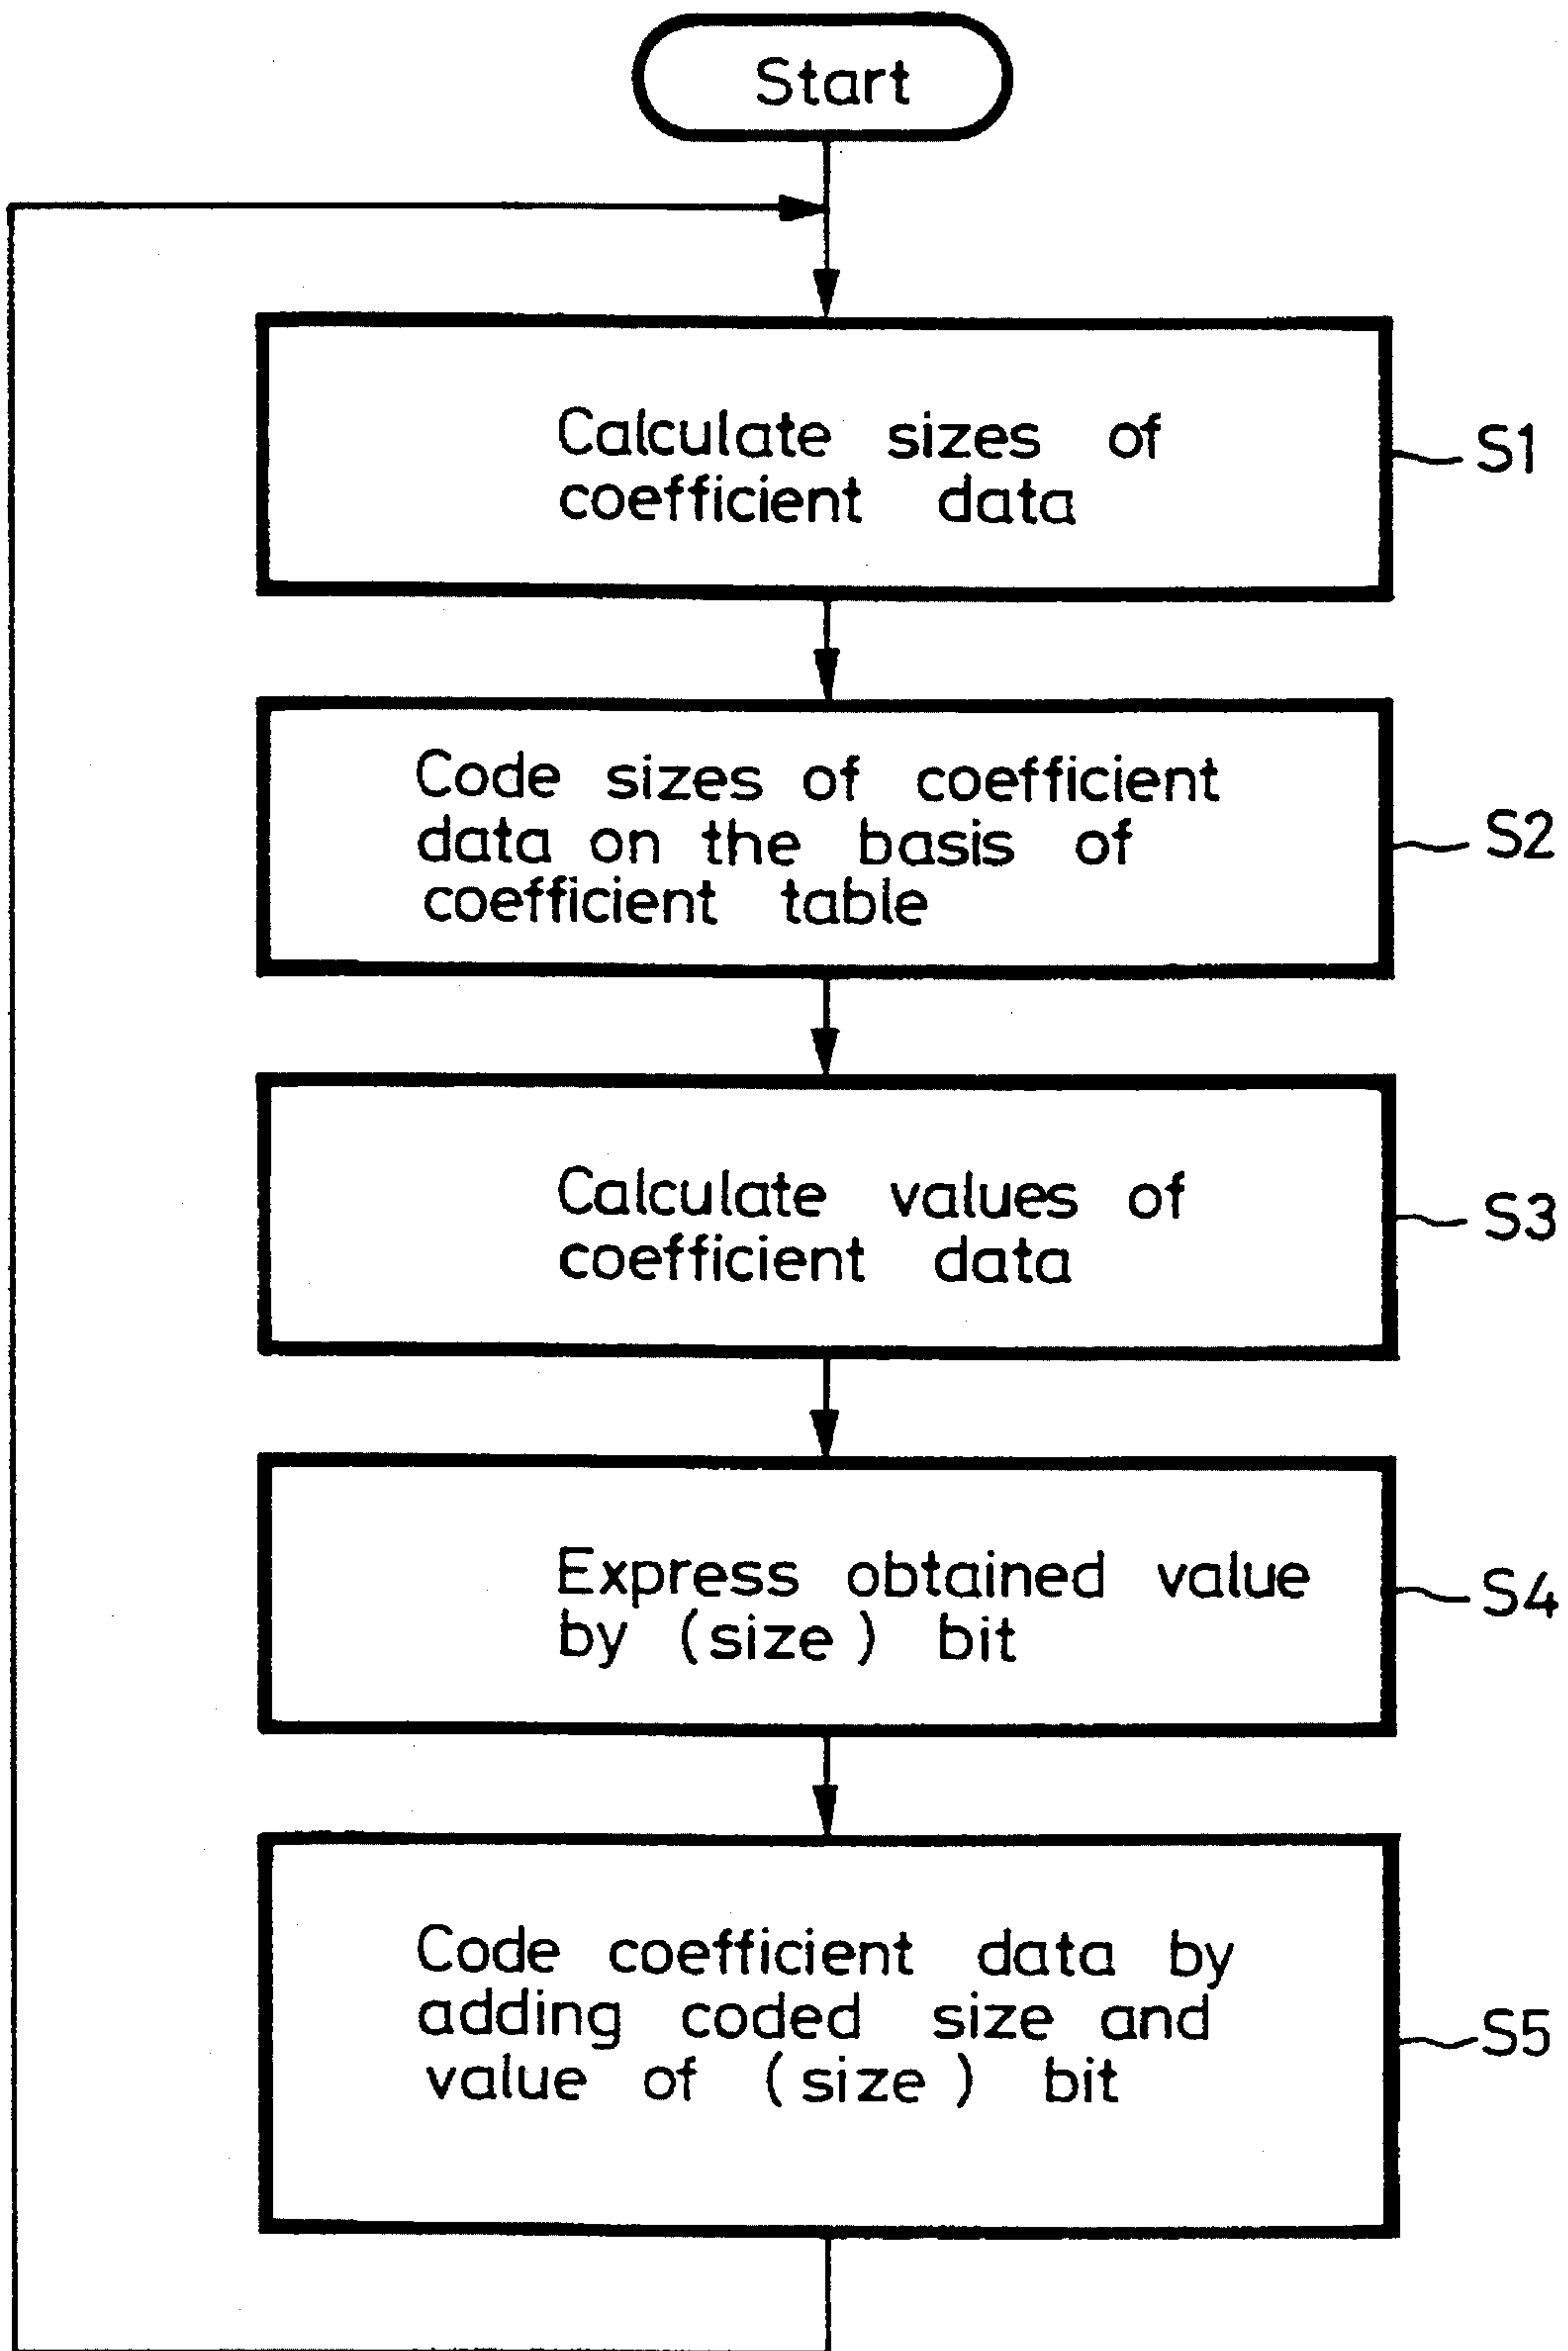 Start
Calculate sizes of
coefficient data
S1
Code sizes of coefficient
data on the basis of
coefficient table
S2
Calculate values of
coefficient data
S3
Express obtained value
by (size) bit
S4
Code coefficient data by
adding coded size and
value of (size) bit
S5